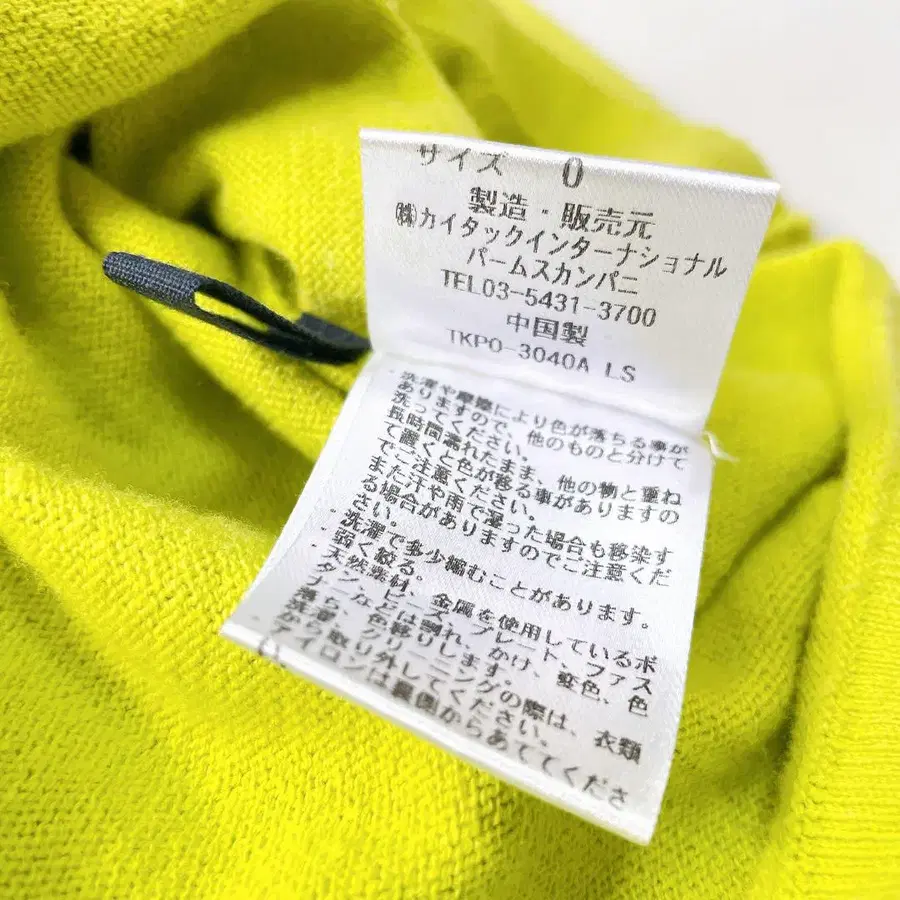 サイズ 0
製造・販売元
㈱カイタックインターナショナル
パームスカンパニ
TEL03-5431-3700
中国製
TKPO-3040A LS
・洗濯や摩擦により色が落ちる事が
ありますので、他のものと分けて
洗ってください。
長時間濡れたまま、他の物と重ね
て置くと色が移る事がありますの
でご注意ください。
また汗や雨で湿った場合も移染す
る場合がありますのでご注意くだ
さい。
・洗濯で多少縮むことがあります。
弱く絞る。
・天然素材、金属を使用しているボ
タン、ビーズ、プレート、ファス
ナーなどは割れ、かけ、変色、色
落ち、色移りします。
洗濯、クリーニングの際は、衣類
から取り外してください。
・アイロンは裏側からあててくださ